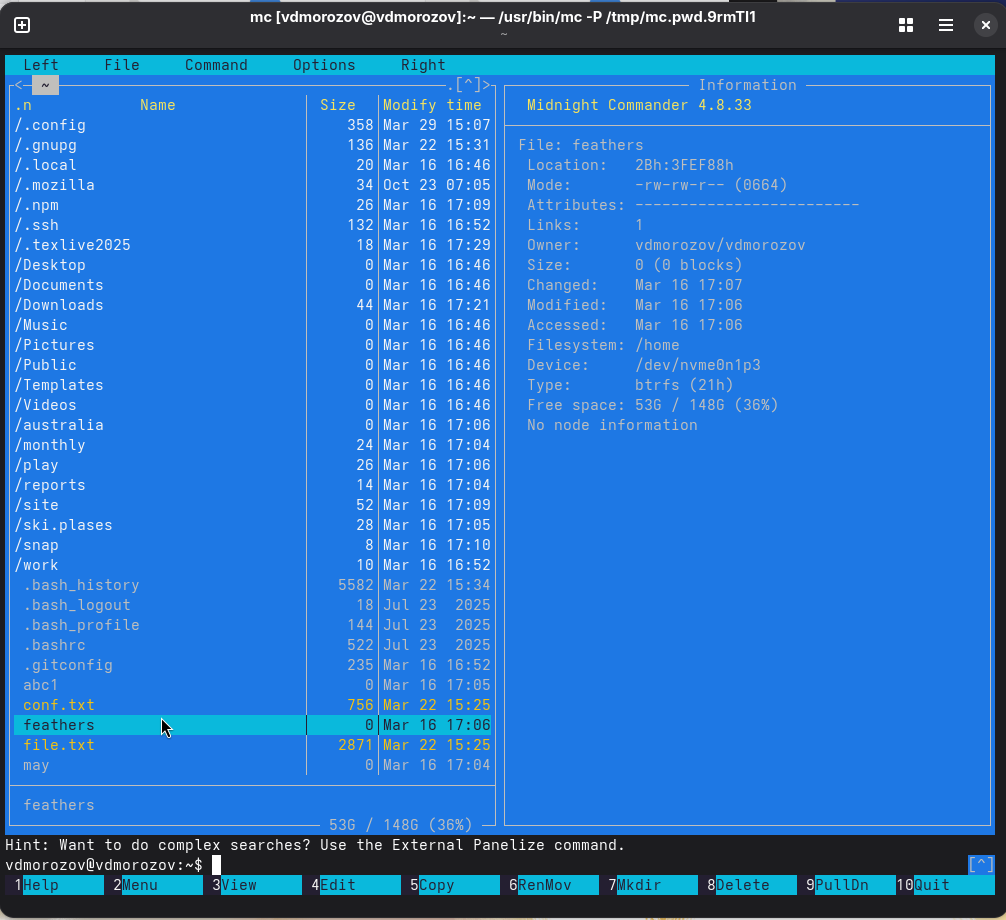 mc [vdmorozov@vdmorozov]:~ — /usr/bin/mc -P /tmp/mc.pwd.9rmTl1
~
Left File Command Options Right
<─ ~ .[^]>
.n Name Size Modify time
/.config 358 Mar 29 15:07
/.gnupg 136 Mar 22 15:31
/.local 20 Mar 16 16:46
/.mozilla 34 Oct 23 07:05
/.npm 26 Mar 16 17:09
/.ssh 132 Mar 16 16:52
/.texlive2025 18 Mar 16 17:29
/Desktop 0 Mar 16 16:46
/Documents 0 Mar 16 16:46
/Downloads 44 Mar 16 17:21
/Music 0 Mar 16 16:46
/Pictures 0 Mar 16 16:46
/Public 0 Mar 16 16:46
/Templates 0 Mar 16 16:46
/Videos 0 Mar 16 16:46
/australia 0 Mar 16 17:06
/monthly 24 Mar 16 17:04
/play 26 Mar 16 17:06
/reports 14 Mar 16 17:04
/site 52 Mar 16 17:09
/ski.plases 28 Mar 16 17:05
/snap 8 Mar 16 17:10
/work 10 Mar 16 16:52
.bash_history 5582 Mar 22 15:34
.bash_logout 18 Jul 23 2025
.bash_profile 144 Jul 23 2025
.bashrc 522 Jul 23 2025
.gitconfig 235 Mar 16 16:52
abc1 0 Mar 16 17:05
conf.txt 756 Mar 22 15:25
feathers 0 Mar 16 17:06
file.txt 2871 Mar 22 15:25
may 0 Mar 16 17:04
feathers
53G / 148G (36%)
Information
Midnight Commander 4.8.33
File: feathers
Location: 2Bh:3FEF88h
Mode: -rw-rw-r-- (0664)
Attributes: -------------------------
Links: 1
Owner: vdmorozov/vdmorozov
Size: 0 (0 blocks)
Changed: Mar 16 17:07
Modified: Mar 16 17:06
Accessed: Mar 16 17:06
Filesystem: /home
Device: /dev/nvme0n1p3
Type: btrfs (21h)
Free space: 53G / 148G (36%)
No node information
Hint: Want to do complex searches? Use the External Panelize command.
vdmorozov@vdmorozov:~$ [^]
1Help 2Menu 3View 4Edit 5Copy 6RenMov 7Mkdir 8Delete 9PullDn 10Quit